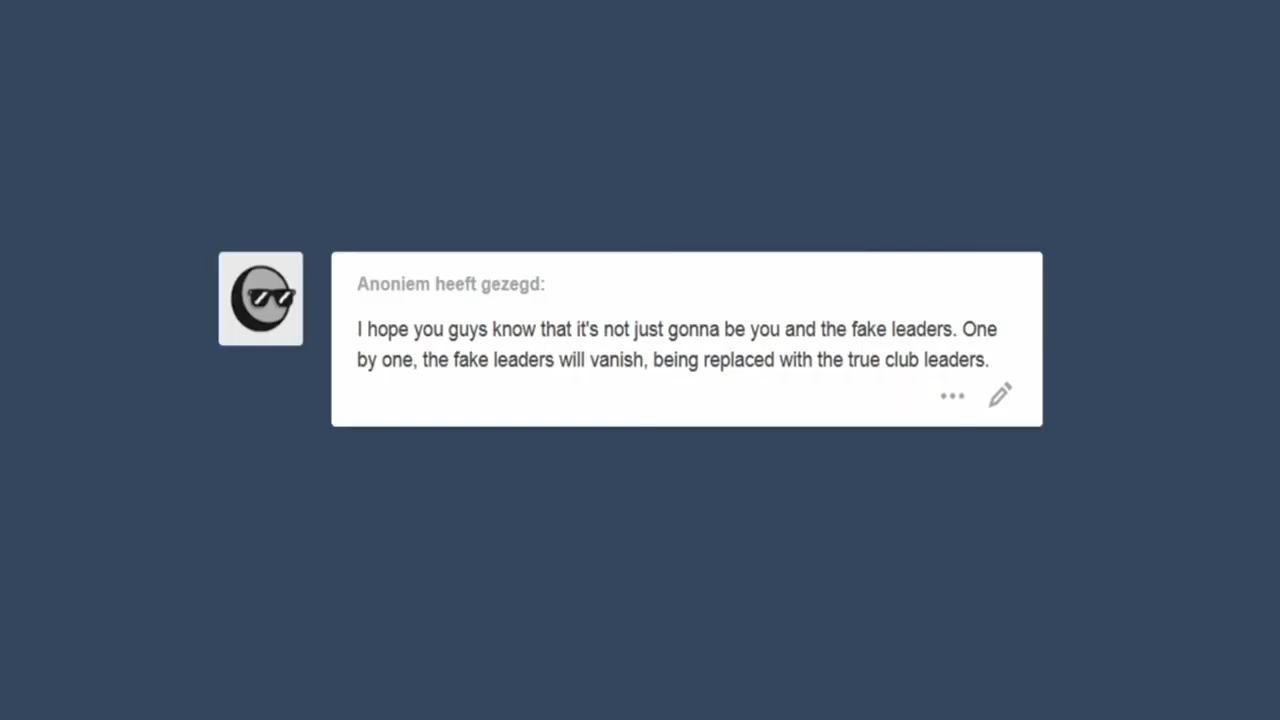 Anoniem heeft gezegd:
I hope you guys know that it's not just gonna be you and the fake leaders. One
by one, the fake leaders will vanish, being replaced with the true club leaders.